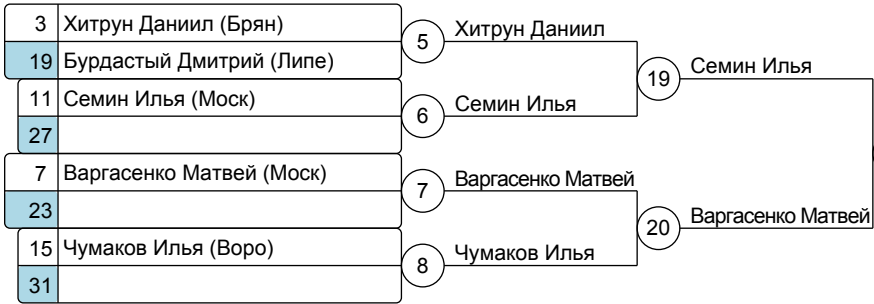 3 Хитрун Даниил (Брян)
19 Бурдастый Дмитрий (Липе)
5 Хитрун Даниил
11 Семин Илья (Моск)
27
6 Семин Илья
19 Семин Илья
7 Варгасенко Матвей (Моск)
23
7 Варгасенко Матвей
15 Чумаков Илья (Воро)
31
8 Чумаков Илья
20 Варгасенко Матвей